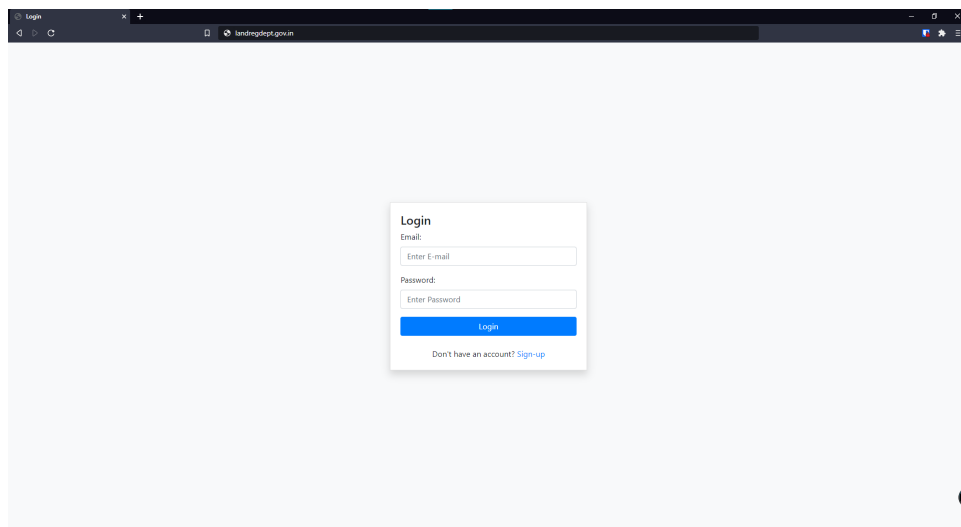 Login
landregdept.gov.in
Login
Email:
Enter E-mail
Password:
Enter Password
Login
Don't have an account? Sign-up